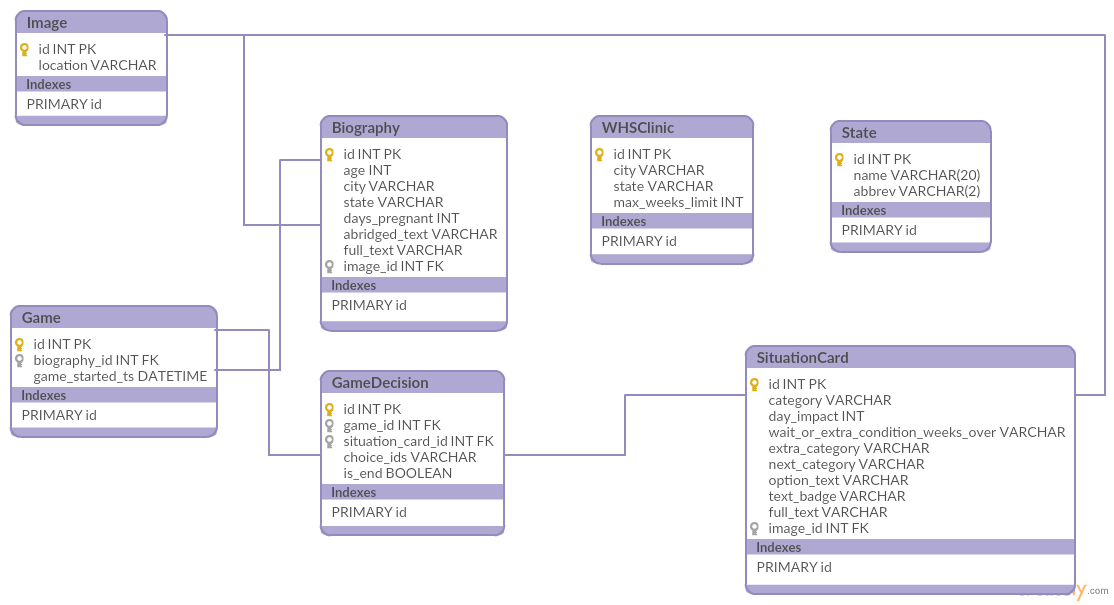 Image
id INT PK
location VARCHAR
Indexes
PRIMARY id
Biography
id INT PK
age INT
city VARCHAR
state VARCHAR
days_pregnant INT
abridged_text VARCHAR
full_text VARCHAR
image_id INT FK
Indexes
PRIMARY id
WHSClinic
id INT PK
city VARCHAR
state VARCHAR
max_weeks_limit INT
Indexes
PRIMARY id
State
id INT PK
name VARCHAR(20)
abbrev VARCHAR(2)
Indexes
PRIMARY id
Game
id INT PK
biography_id INT FK
game_started_ts DATETIME
Indexes
PRIMARY id
GameDecision
id INT PK
game_id INT FK
situation_card_id INT FK
choice_ids VARCHAR
is_end BOOLEAN
Indexes
PRIMARY id
SituationCard
id INT PK
category VARCHAR
day_impact INT
wait_or_extra_condition_weeks_over VARCHAR
extra_category VARCHAR
next_category VARCHAR
option_text VARCHAR
text_badge VARCHAR
full_text VARCHAR
image_id INT FK
Indexes
PRIMARY id
.com